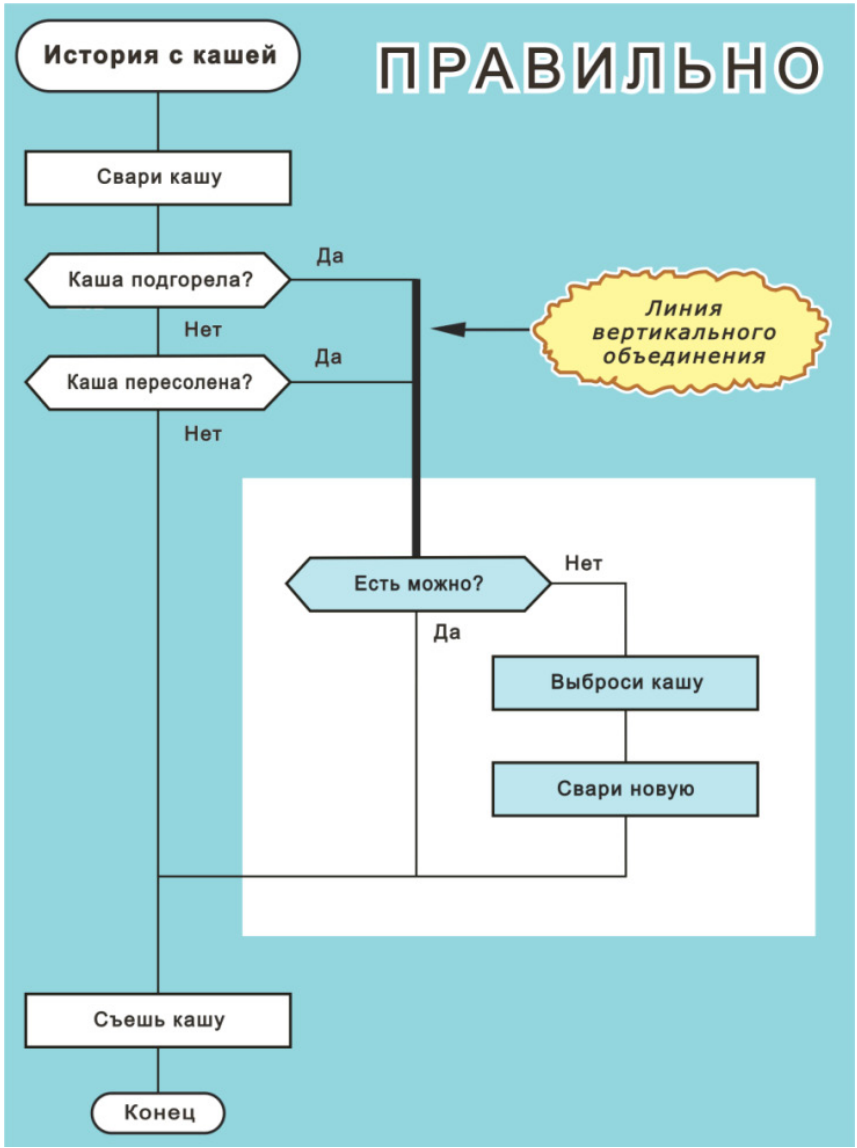 История с кашей
ПРАВИЛЬНО
Свари кашу
Каша подгорела?
Да
Нет
Линия
вертикального
объединения
Каша пересолена?
Да
Нет
Есть можно?
Нет
Да
Выброси кашу
Свари новую
Съешь кашу
Конец